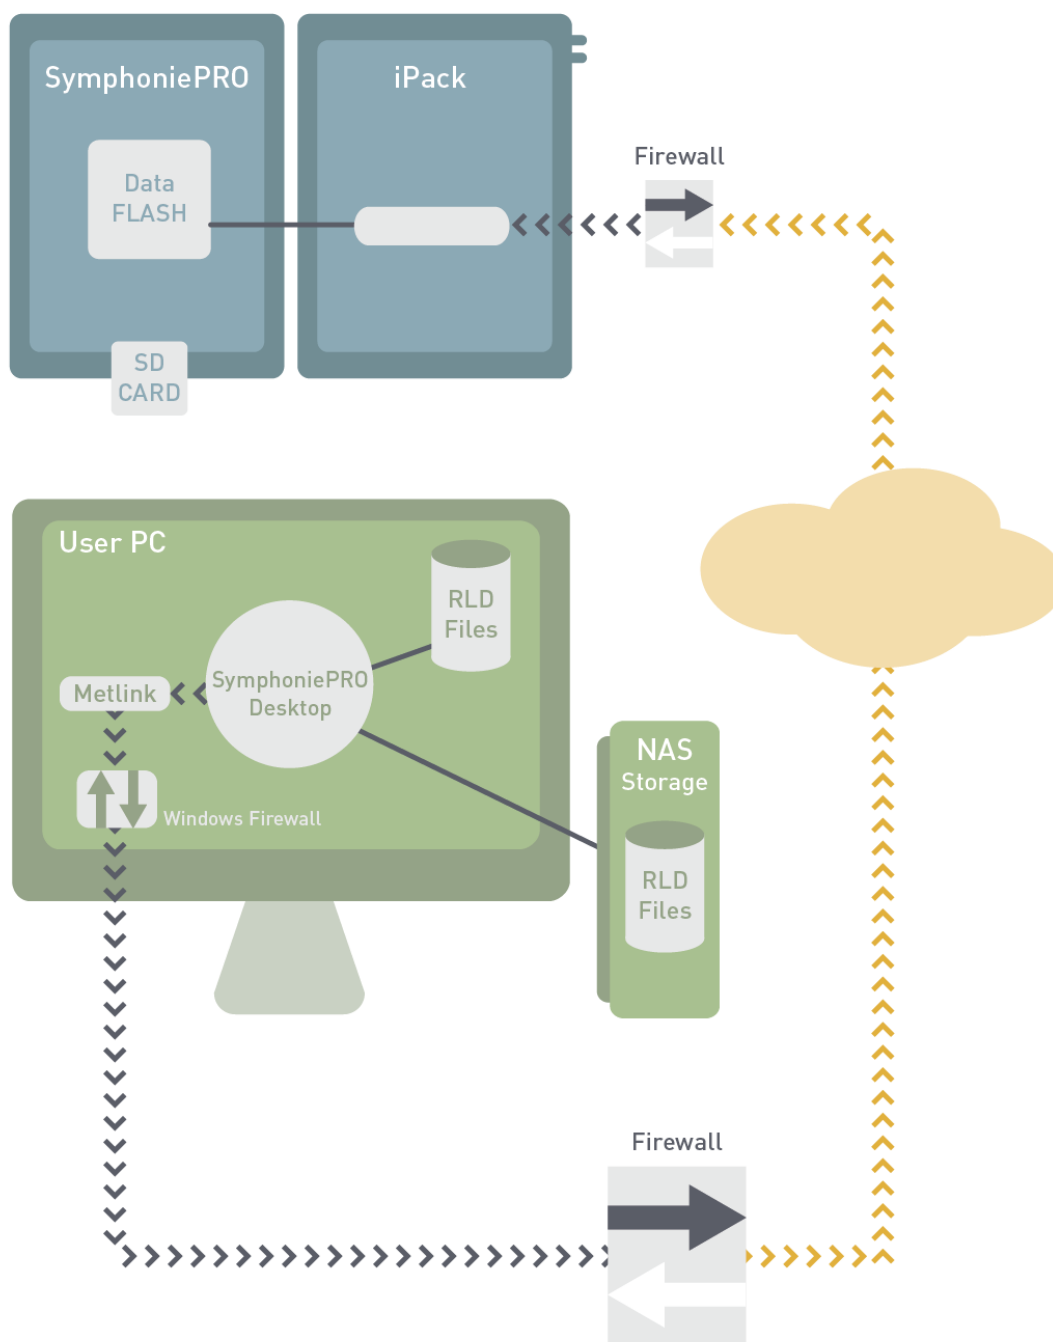 SymphoniePRO
iPack
Data
FLASH
SD
CARD
Firewall
User PC
RLD
Files
SymphoniePRO
Desktop
Metlink
Windows Firewall
NAS
Storage
RLD
Files
Firewall